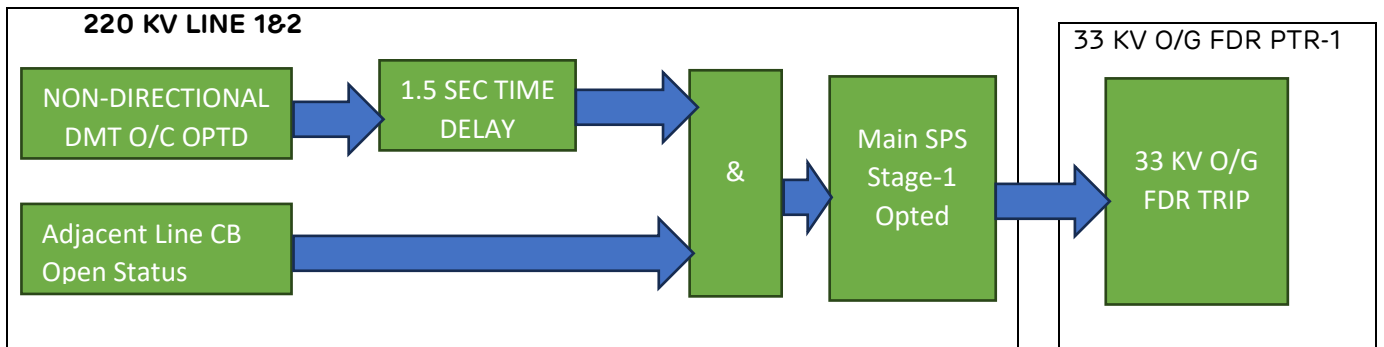 220 KV LINE 1&2
33 KV O/G FDR PTR-1
NON-DIRECTIONAL
DMT O/C OPTD
1.5 SEC TIME
DELAY
&
Main SPS
Stage-1
Opted
33 KV O/G
FDR TRIP
Adjacent Line CB
Open Status